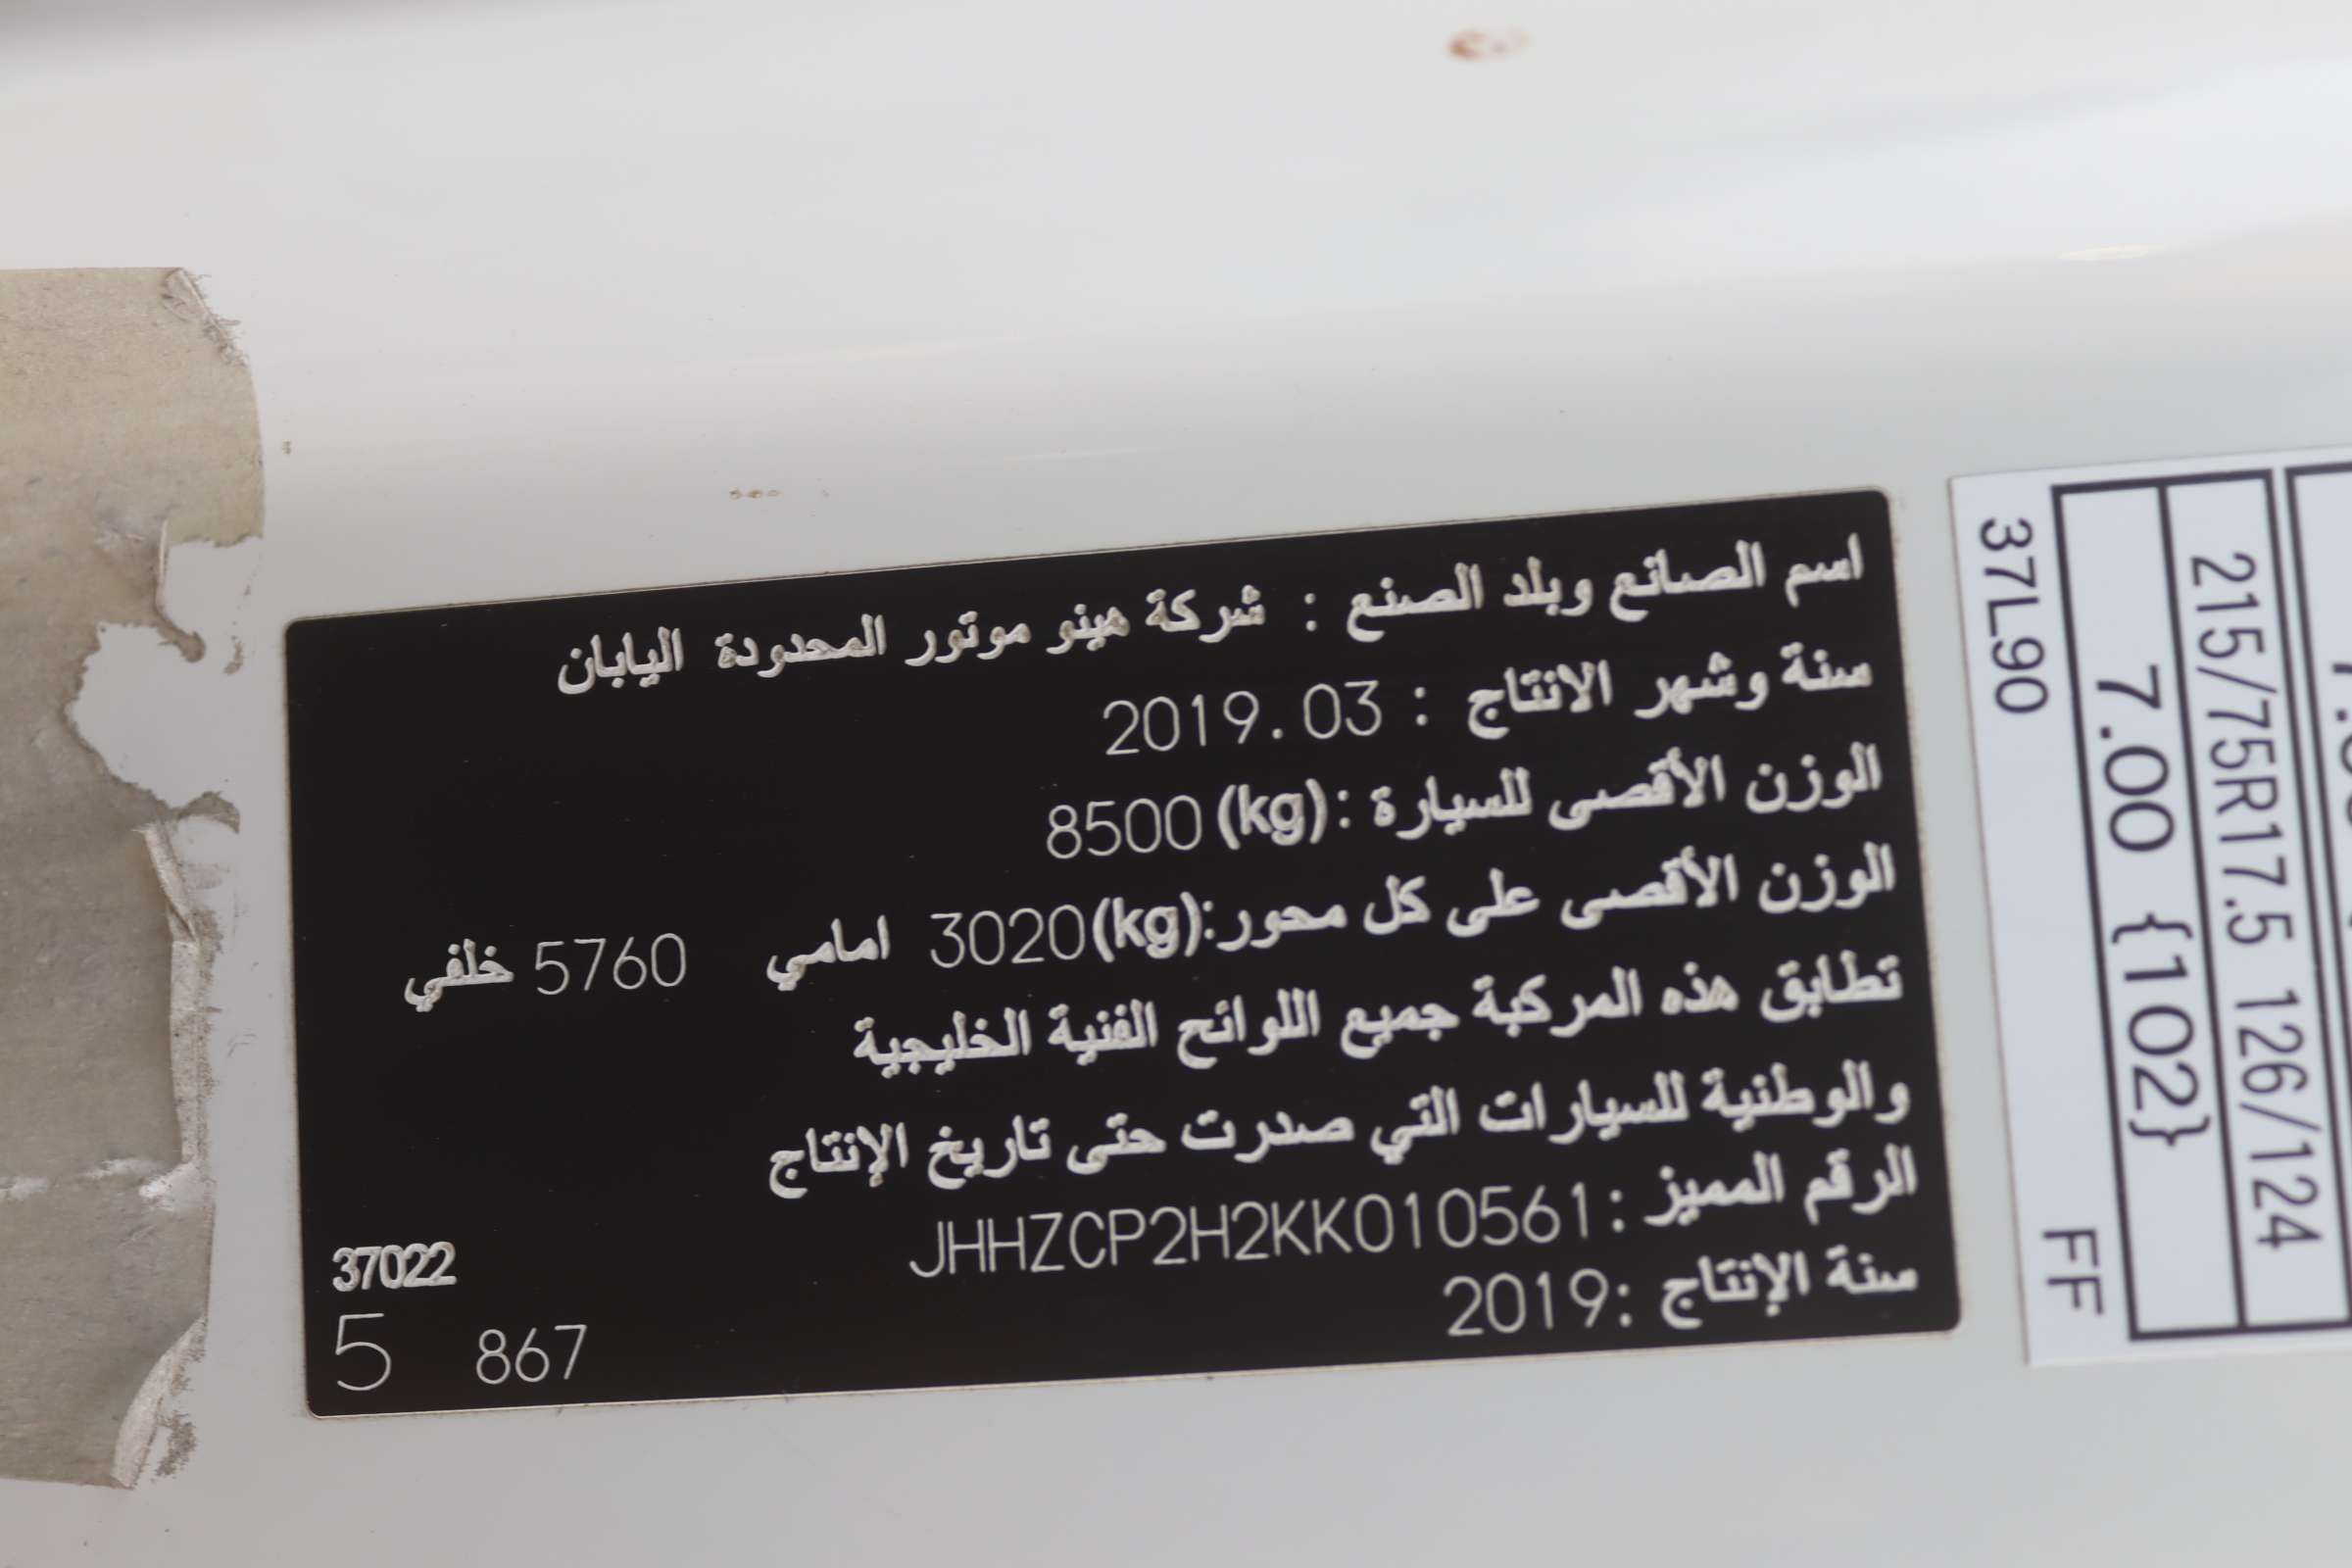 اسم الصانع وبلد الصنع : شركة هينو موتور المحدودة اليابان
سنة وشهر الانتاج : 2019.03
الوزن الأقصى للسيارة :(kg) 8500
الوزن الأقصى على كل محور:(kg) 3020 امامي 5760 خلفي
تطابق هذه المركبة جميع اللوائح الفنية الخليجية
والوطنية للسيارات التي صدرت حتى تاريخ الإنتاج
الرقم المميز : JHHZCP2H2KK010561
سنة الإنتاج :2019
37022
5 867
215/75R17.5 126/124
7.00 {102}
37L90 FF